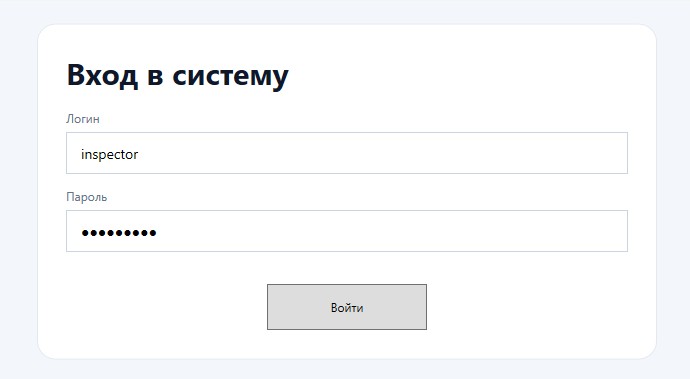 Вход в систему
Логин
inspector
Пароль
●●●●●●●●●
Войти